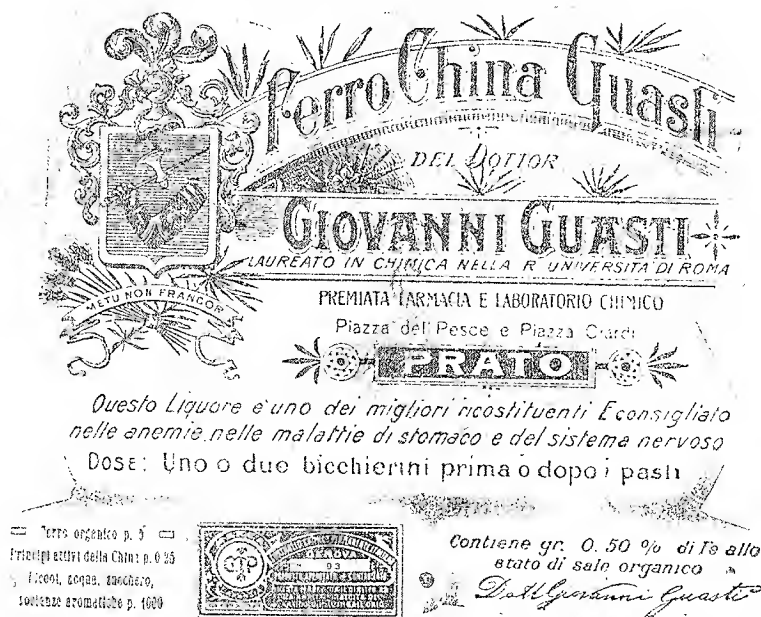 Ferro China Guasti
DEL DOTTOR
GIOVANNI GUASTI
LAUREATO IN CHIMICA NELLA R UNIVERSITA DI ROMA
METU NON FRANGOR
PREMIATA FARMACIA E LABORATORIO CHIMICO
Piazza del Pesce e Piazza Ciardi
PRATO
Questo Liquore e uno dei migliori ricostituenti E consigliato
nelle anemie, nelle malattie di stomaco e del sistema nervoso
DOSE: Uno o due bicchierini prima o dopo i pasti
Ferro organico p. 5
Principi attivi della China p. 0 25
Alcool, acqua, zucchero,
sostanze aromatiche p. 1000
GENOVA
93
Contiene gr. 0.50 % di Fe allo
stato di sale organico
Dott Giovanni Guasti